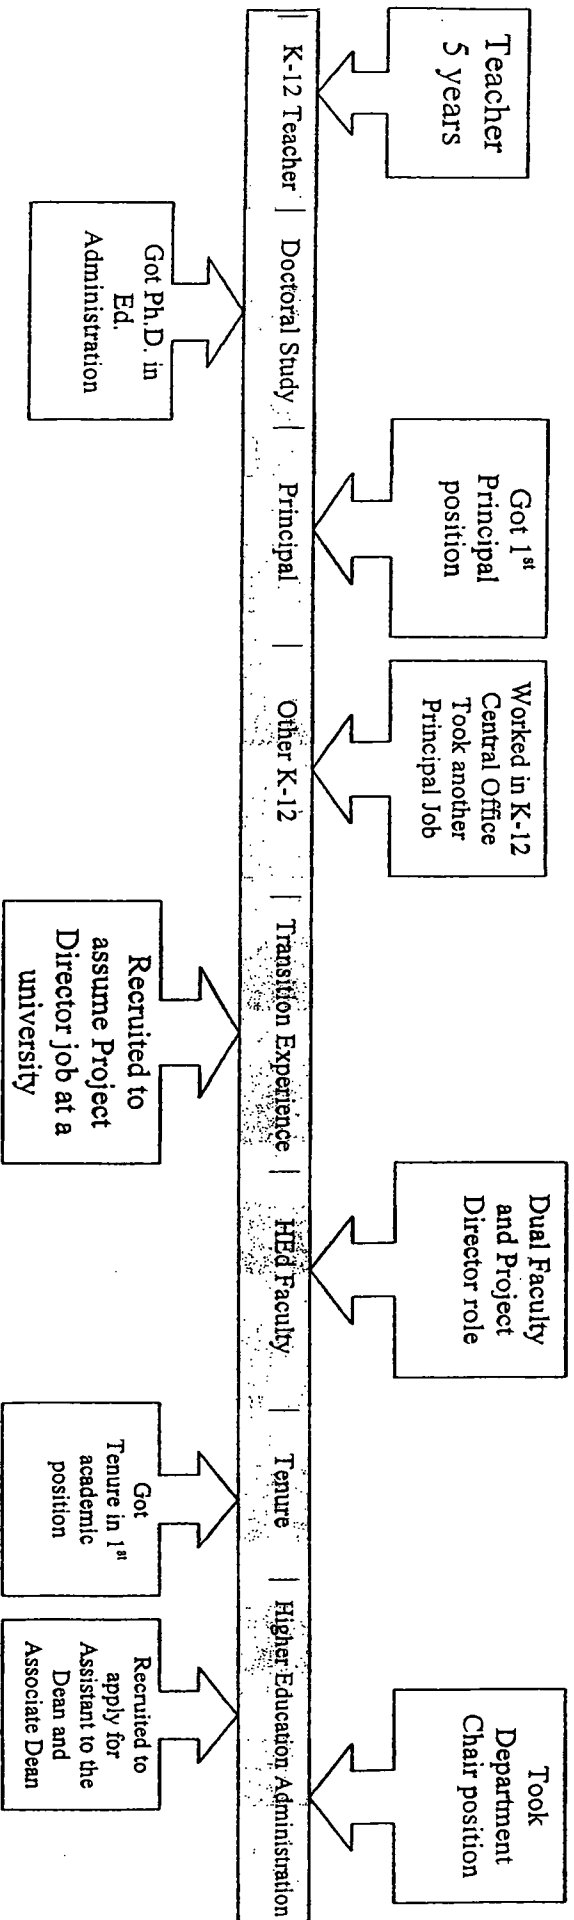 Teacher
5 years
Got 1st
Principal
position
Worked in K-12
Central Office
Took another
Principal Job
Dual Faculty
and Project
Director role
Took
Department
Chair position
| K-12 Teacher | Doctoral Study | Principal | Other K-12 | Transition Experience | HEd Faculty | Tenure | Higher Education Administration
Got Ph.D. in
Ed.
Administration
Recruited to
assume Project
Director job at a
university
Got
Tenure in 1st
academic
position
Recruited to
apply for
Assistant to the
Dean and
Associate Dean